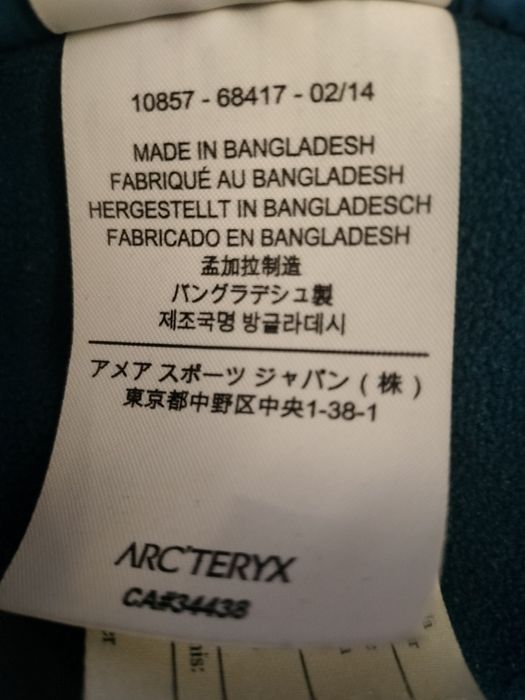 10857 - 68417 - 02/14
MADE IN BANGLADESH
FABRIQUÉ AU BANGLADESH
HERGESTELLT IN BANGLADESCH
FABRICADO EN BANGLADESH
孟加拉制造
バングラデシュ製
제조국명 방글라데시
アメア スポーツ ジャパン ( 株 )
東京都中野区中央1-38-1
ARC'TERYX
CA#34438